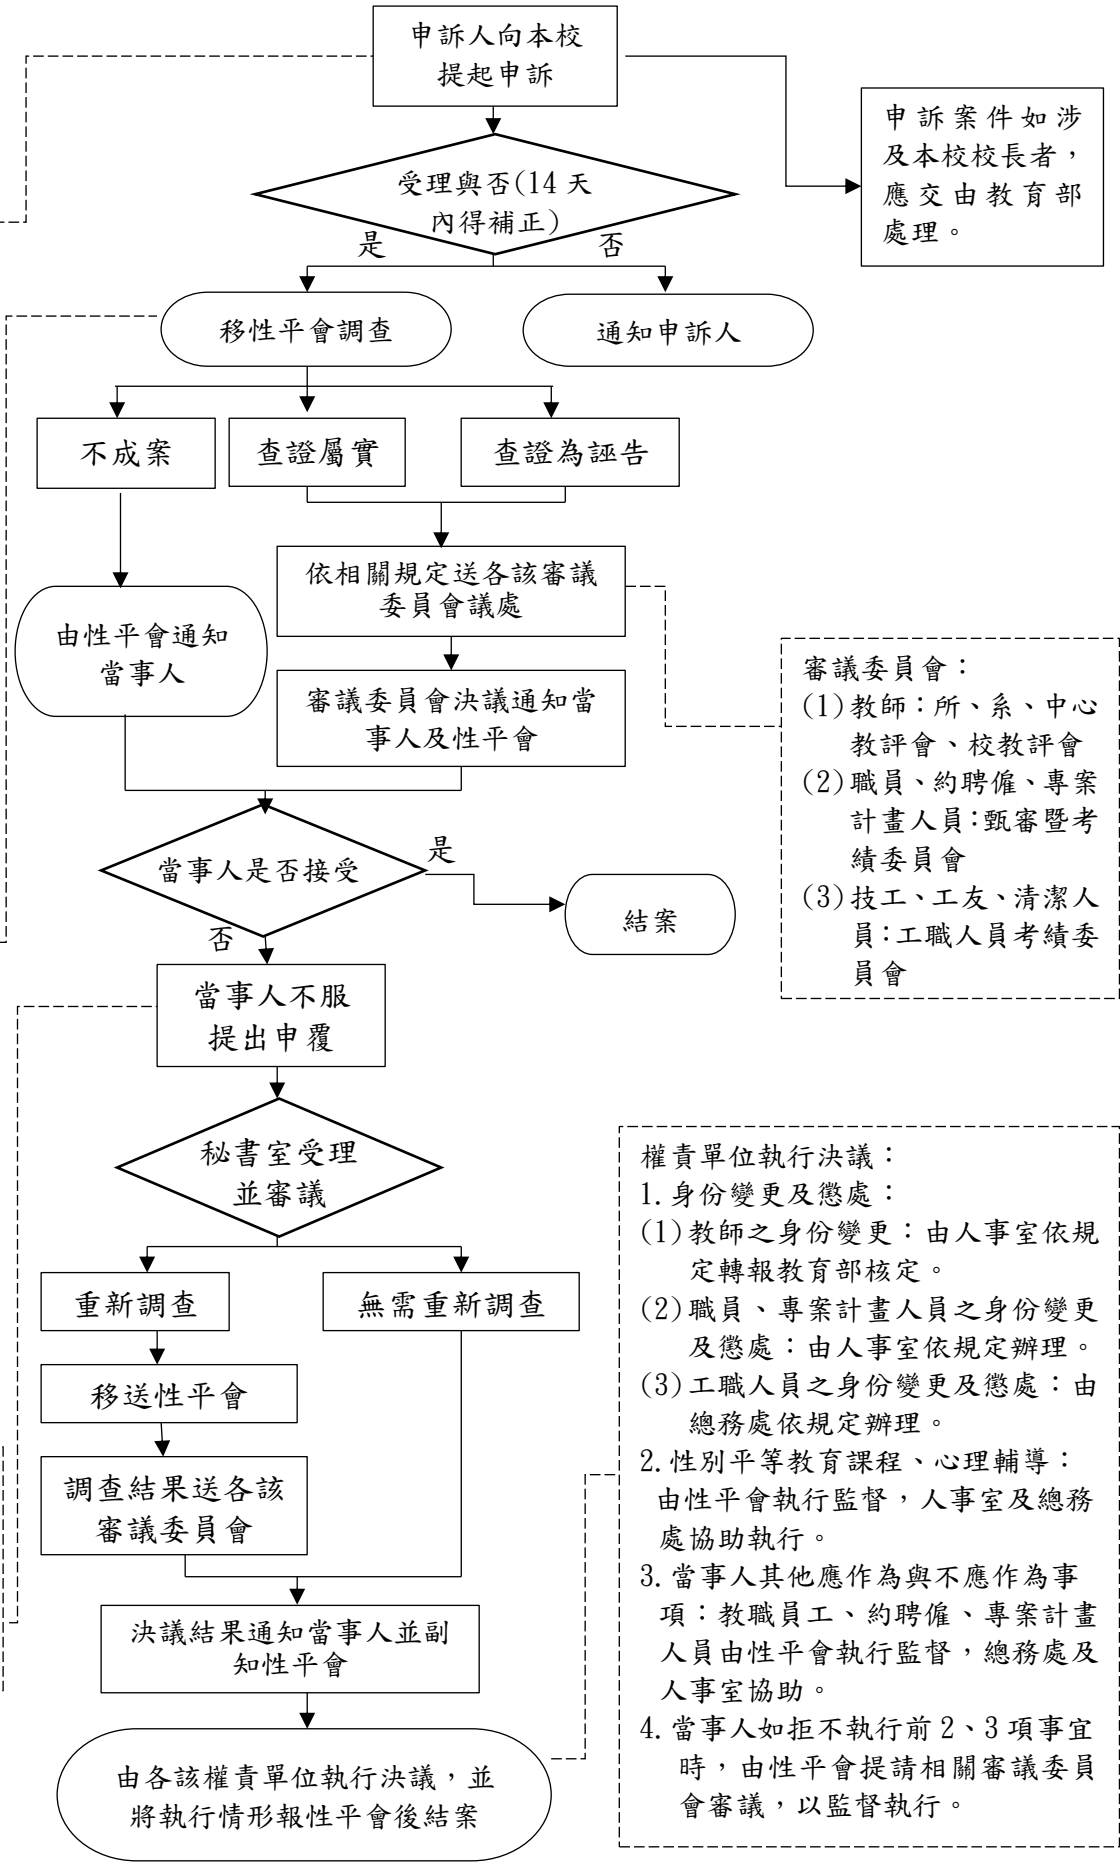 申訴人向本校
提起申訴
申訴案件如涉
及本校校長者，
應交由教育部
處理。
受理與否(14 天
內得補正)
是
否
移性平會調查
通知申訴人
不成案
查證屬實
查證為誣告
依相關規定送各該審議
委員會議處
由性平會通知
當事人
審議委員會決議通知當
事人及性平會
審議委員會：
(1)教師：所、系、中心
教評會、校教評會
(2)職員、約聘僱、專案
計畫人員：甄審暨考
績委員會
(3)技工、工友、清潔人
員：工職人員考績委
員會
當事人是否接受
是
結案
否
當事人不服
提出申覆
秘書室受理
並審議
重新調查
無需重新調查
移送性平會
調查結果送各該
審議委員會
決議結果通知當事人並副
知性平會
由各該權責單位執行決議，並
將執行情形報性平會後結案
權責單位執行決議：
1.身份變更及懲處：
(1)教師之身份變更：由人事室依規
定轉報教育部核定。
(2)職員、專案計畫人員之身份變更
及懲處：由人事室依規定辦理。
(3)工職人員之身份變更及懲處：由
總務處依規定辦理。
2.性別平等教育課程、心理輔導：
由性平會執行監督，人事室及總務
處協助執行。
3.當事人其他應作為與不應作為事
項：教職員工、約聘僱、專案計畫
人員由性平會執行監督，總務處及
人事室協助。
4.當事人如拒不執行前 2、3 項事宜
時，由性平會提請相關審議委員
會審議，以監督執行。